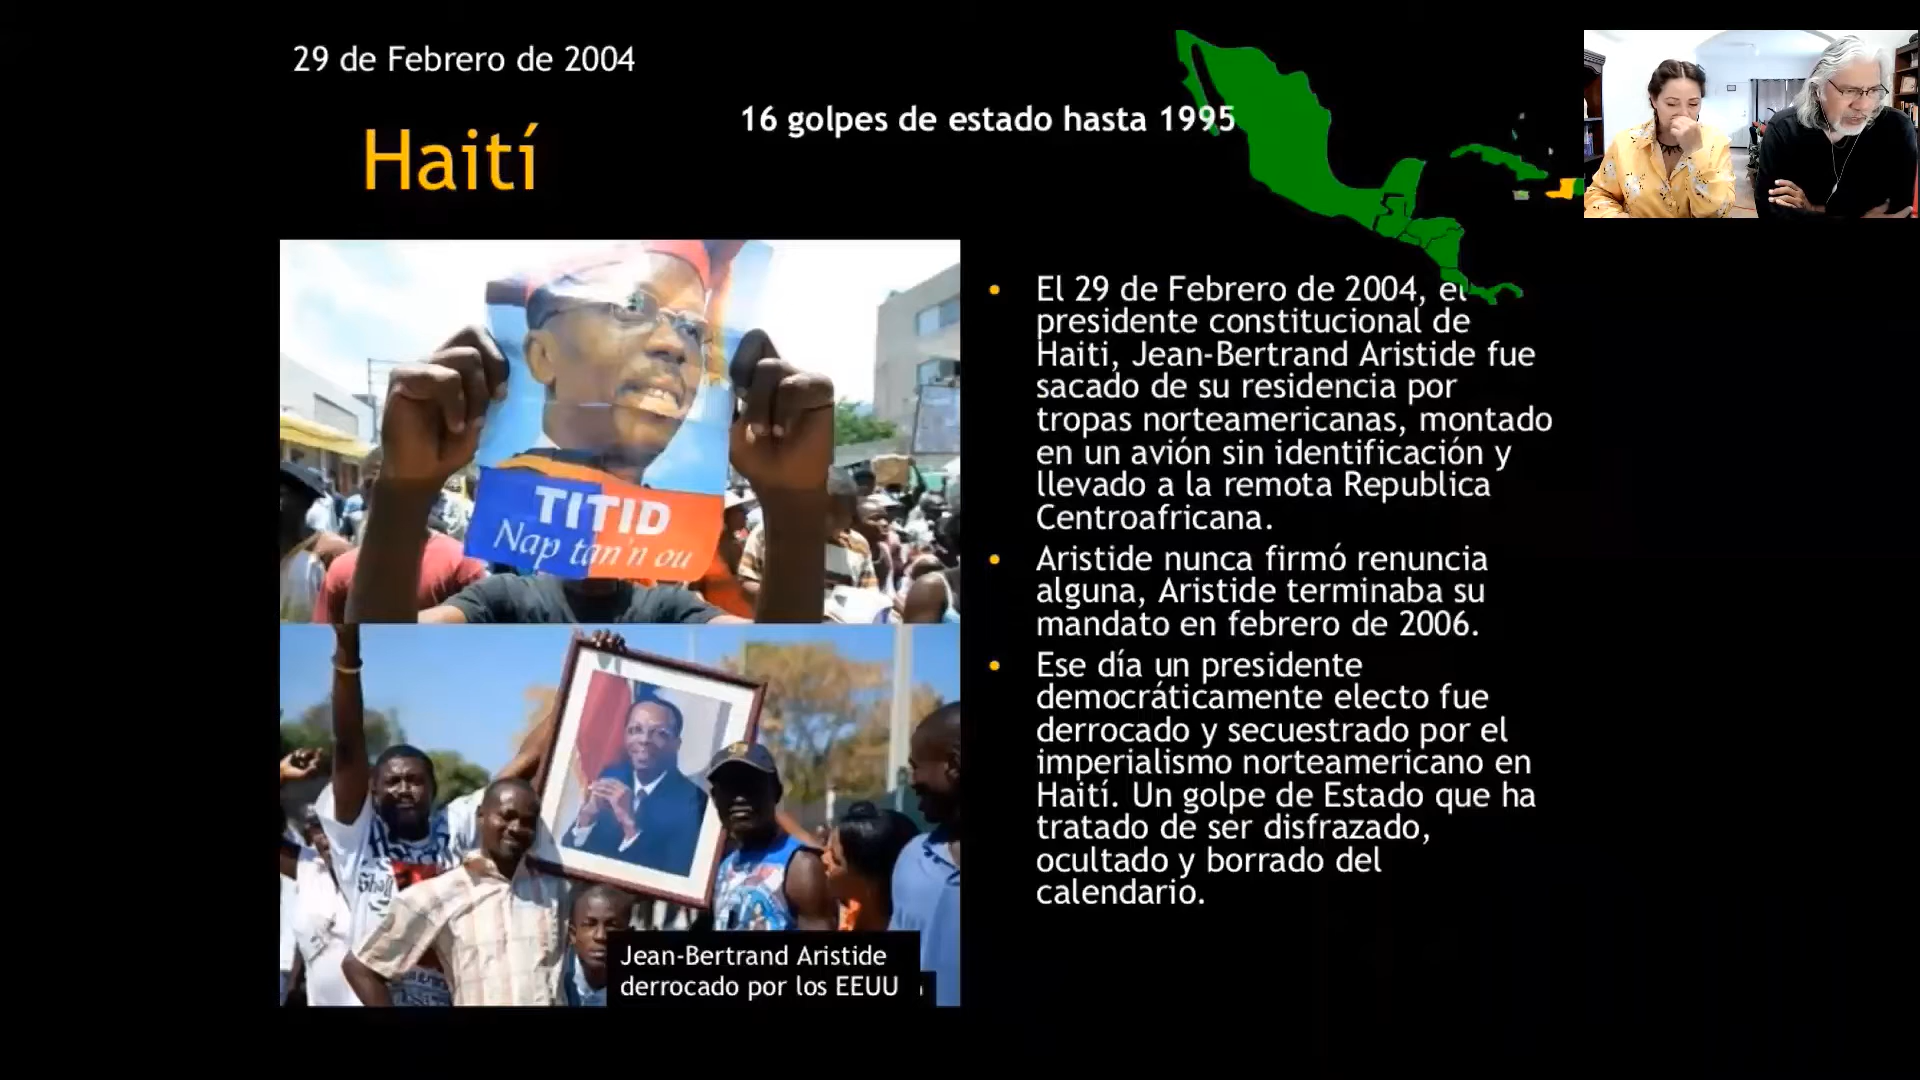 29 de Febrero de 2004
16 golpes de estado hasta 1995
Haití
TITID
Nap tan'n ou
Jean-Bertrand Aristide
derrocado por los EEUU
• El 29 de Febrero de 2004, el
presidente constitucional de
Haiti, Jean-Bertrand Aristide fue
sacado de su residencia por
tropas norteamericanas, montado
en un avión sin identificación y
llevado a la remota Republica
Centroafricana.
• Aristide nunca firmó renuncia
alguna, Aristide terminaba su
mandato en febrero de 2006.
• Ese día un presidente
democráticamente electo fue
derrocado y secuestrado por el
imperialismo norteamericano en
Haití. Un golpe de Estado que ha
tratado de ser disfrazado,
ocultado y borrado del
calendario.